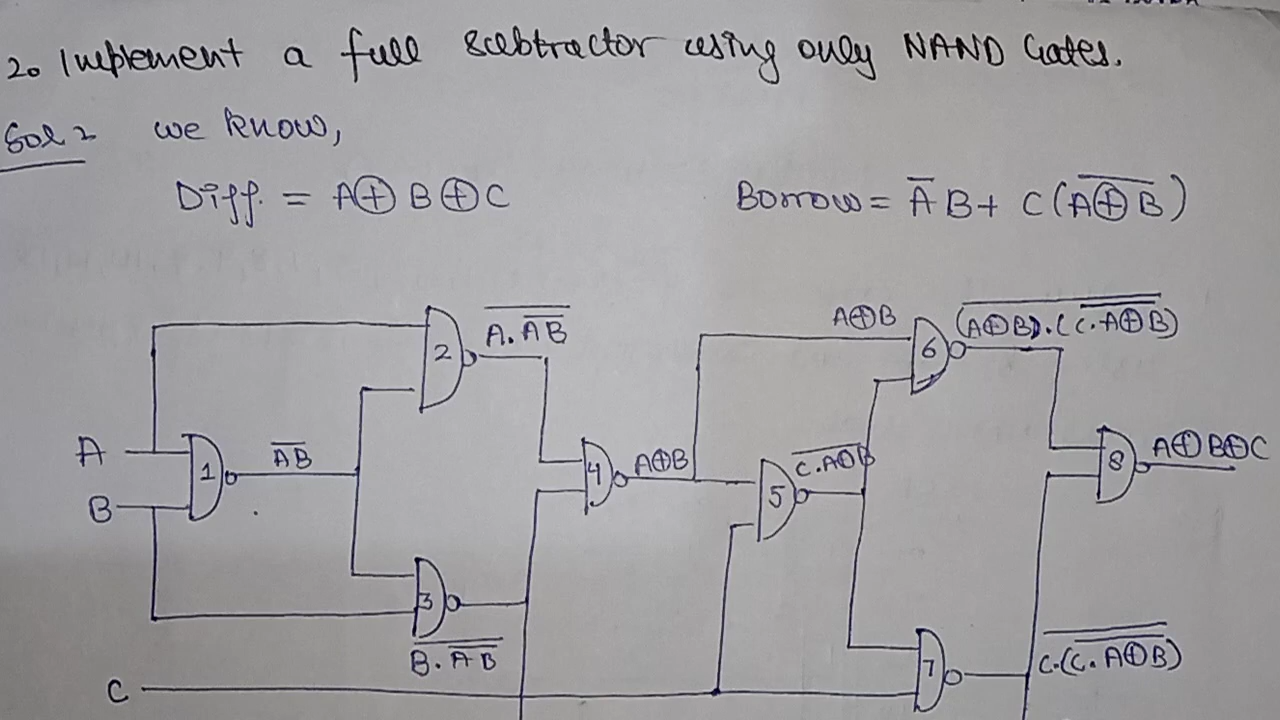 2. Implement a full subtractor using only NAND Gates.
Sol 2 we know,
Diff. = A⊕B⊕C Borrow = A̅B + C(A̅⊕̅B̅)
A⊕B
(A⊕B).(C.A⊕B)
A.AB
2
6
A
1
AB
4
A⊕B
C.A⊕B
5
8
A⊕B⊕C
B
3
B.AB
7
C.(C.A⊕B)
C